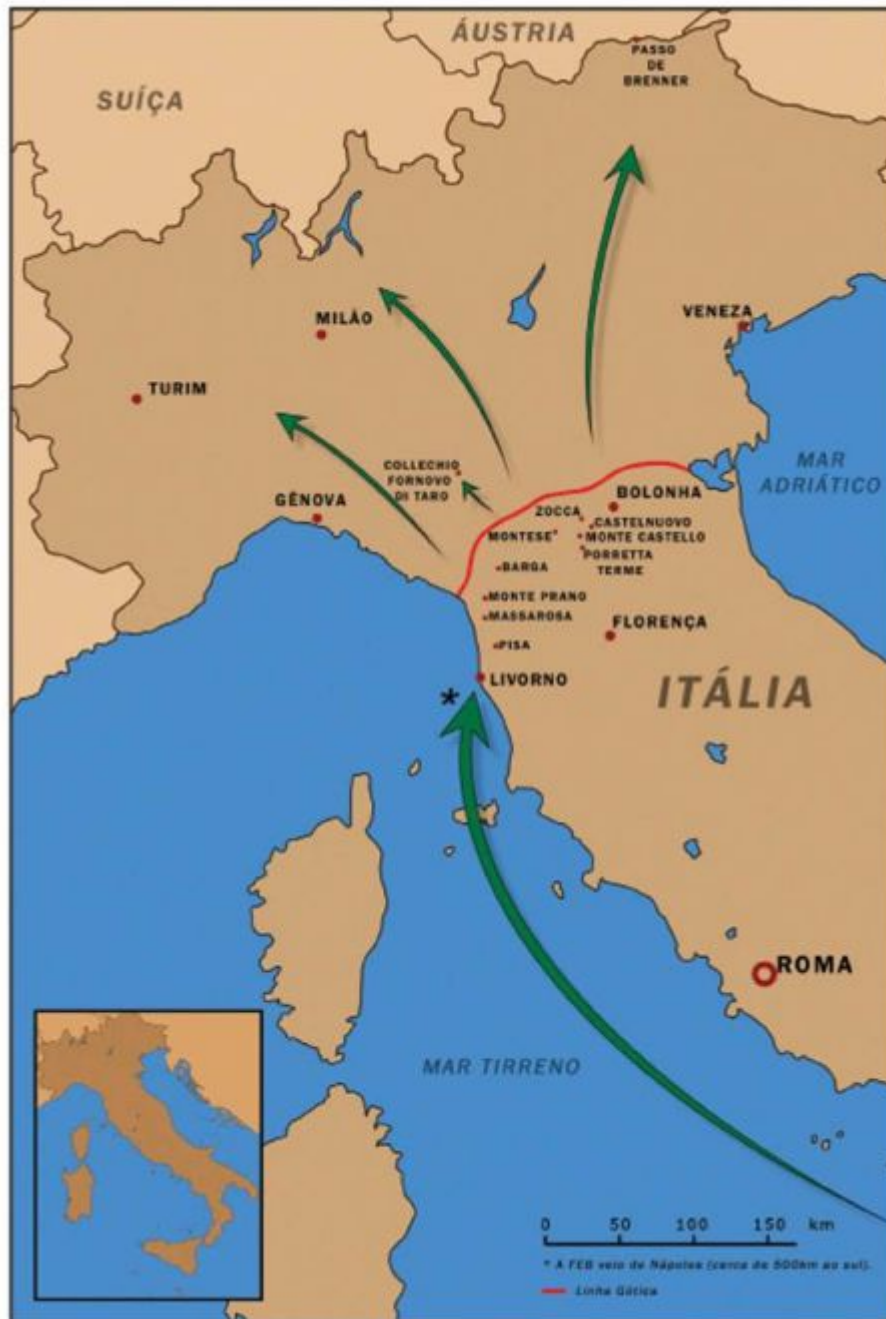 ÁUSTRIA
PASSO
DE
BRENNER
SUÍÇA
VENEZA
MILÃO
TURIM
MAR
ADRIÁTICO
COLLECHIO
FORNOVO
DI TARO
GÊNOVA
BOLONHA
ZOCCA
CASTELNUOVO
MONTESE
MONTE CASTELLO
PORRETTA
TERME
BARGA
MONTE PRANO
MASSAROSA
FLORENÇA
PISA
LIVORNO
ITÁLIA
*
ROMA
MAR TIRRENO
0 50 100 150 km
* A FEB veio de Nápoles (cerca de 500km ao sul).
Linha Gótica